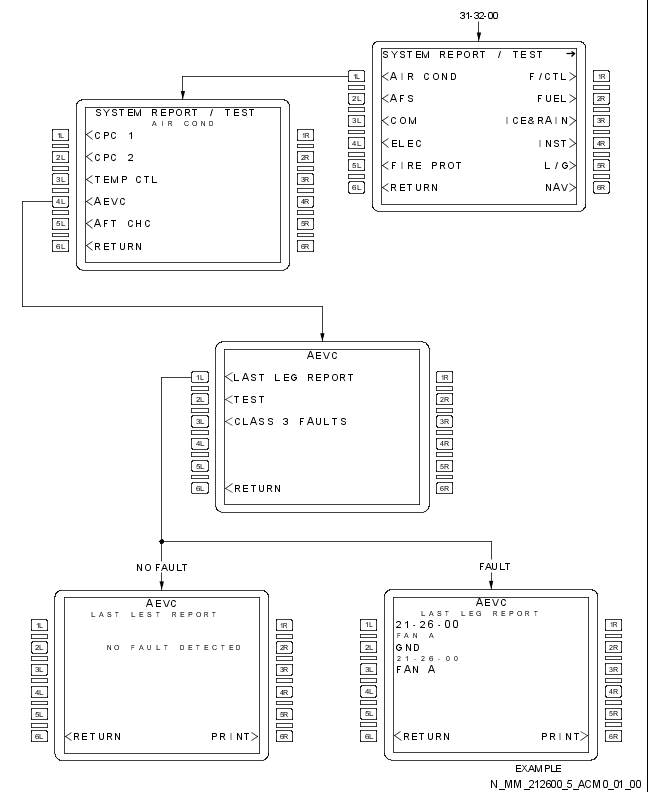 31-32-00
SYSTEM REPORT / TEST →
1L <AIR COND F/CTL> 1R
2L <AFS FUEL> 2R
3L <COM ICE&RAIN> 3R
4L <ELEC INST> 4R
5L <FIRE PROT L/G> 5R
6L <RETURN NAV> 6R
SYSTEM REPORT / TEST
AIR COND
1L <CPC 1 1R
2L <CPC 2 2R
3L <TEMP CTL 3R
4L <AEVC 4R
5L <AFT CHC 5R
6L <RETURN 6R
AEVC
1L <LAST LEG REPORT 1R
2L <TEST 2R
3L <CLASS 3 FAULTS 3R
4L 4R
5L 5R
6L <RETURN 6R
NO FAULT
AEVC
LAST LEST REPORT
1L 1R
2L NO FAULT DETECTED 2R
3L 3R
4L 4R
5L 5R
6L <RETURN PRINT> 6R
FAULT
AEVC
LAST LEG REPORT
1L 21-26-00 1R
FAN A
2L GND 2R
21-26-00
3L FAN A 3R
4L 4R
5L 5R
6L <RETURN PRINT> 6R
EXAMPLE
N_MM_212600_5_ACM0_01_00